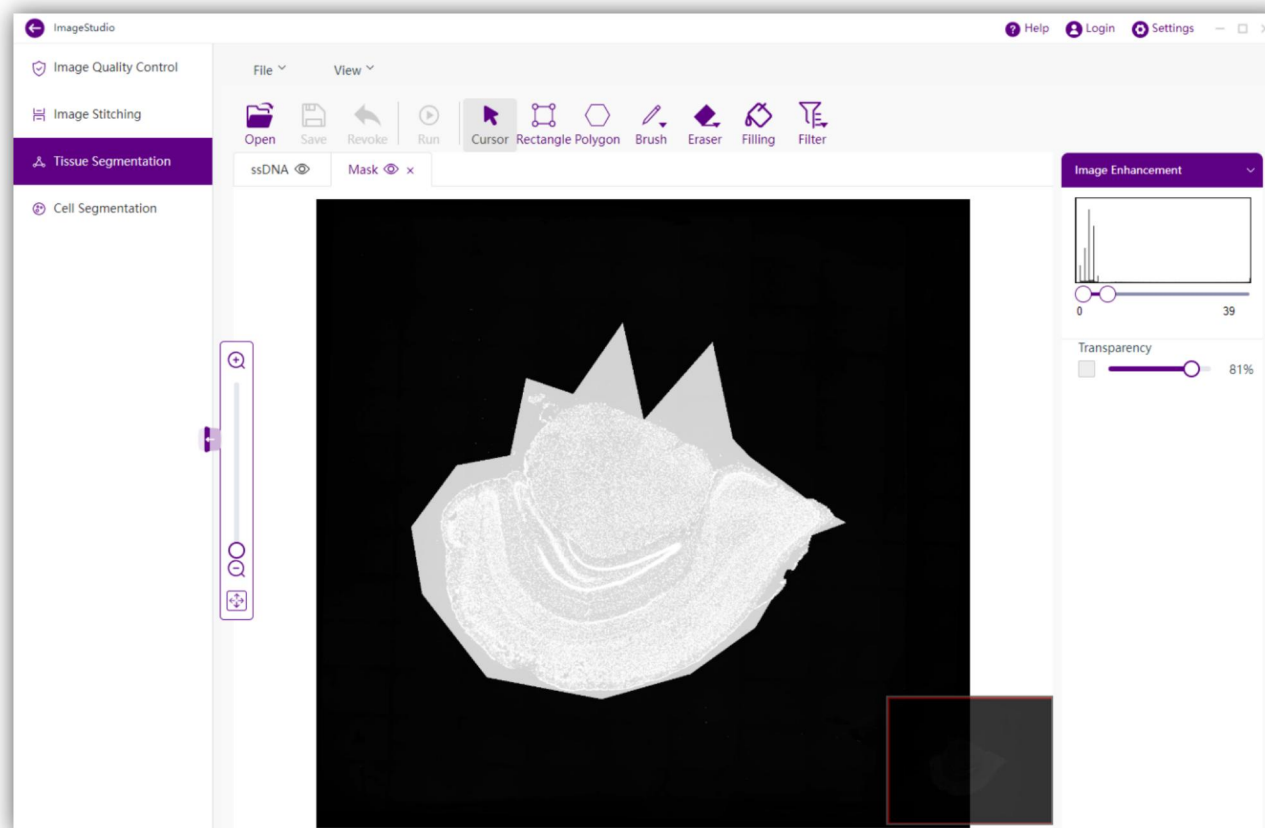 ImageStudio
Help Login Settings
Image Quality Control
Image Stitching
Tissue Segmentation
Cell Segmentation
File View
Open Save Revoke Run Cursor Rectangle Polygon Brush Eraser Filling Filter
ssDNA Mask
Image Enhancement
0 39
Transparency
81%